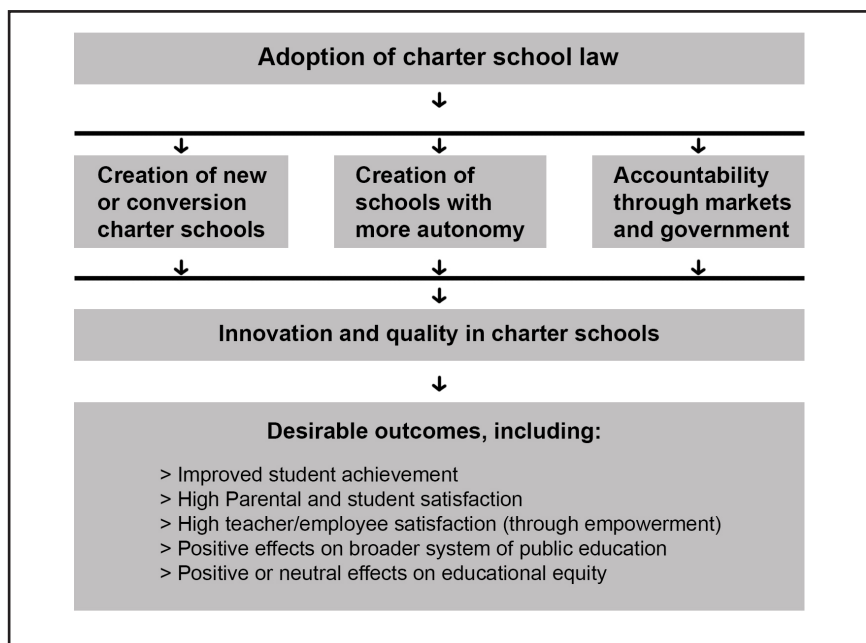 Adoption of charter school law
Creation of new
or conversion
charter schools
Creation of
schools with
more autonomy
Accountability
through markets
and government
Innovation and quality in charter schools
Desirable outcomes, including:
> Improved student achievement
> High Parental and student satisfaction
> High teacher/employee satisfaction (through empowerment)
> Positive effects on broader system of public education
> Positive or neutral effects on educational equity